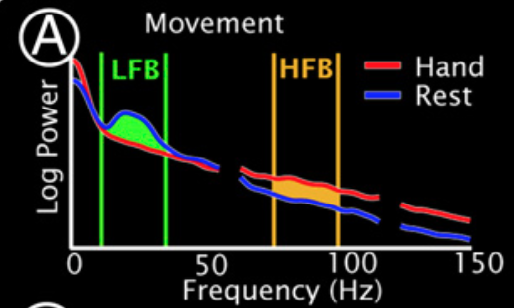 A
Movement
LFB
HFB
Hand
Rest
Log Power
0
50
100
150
Frequency (Hz)